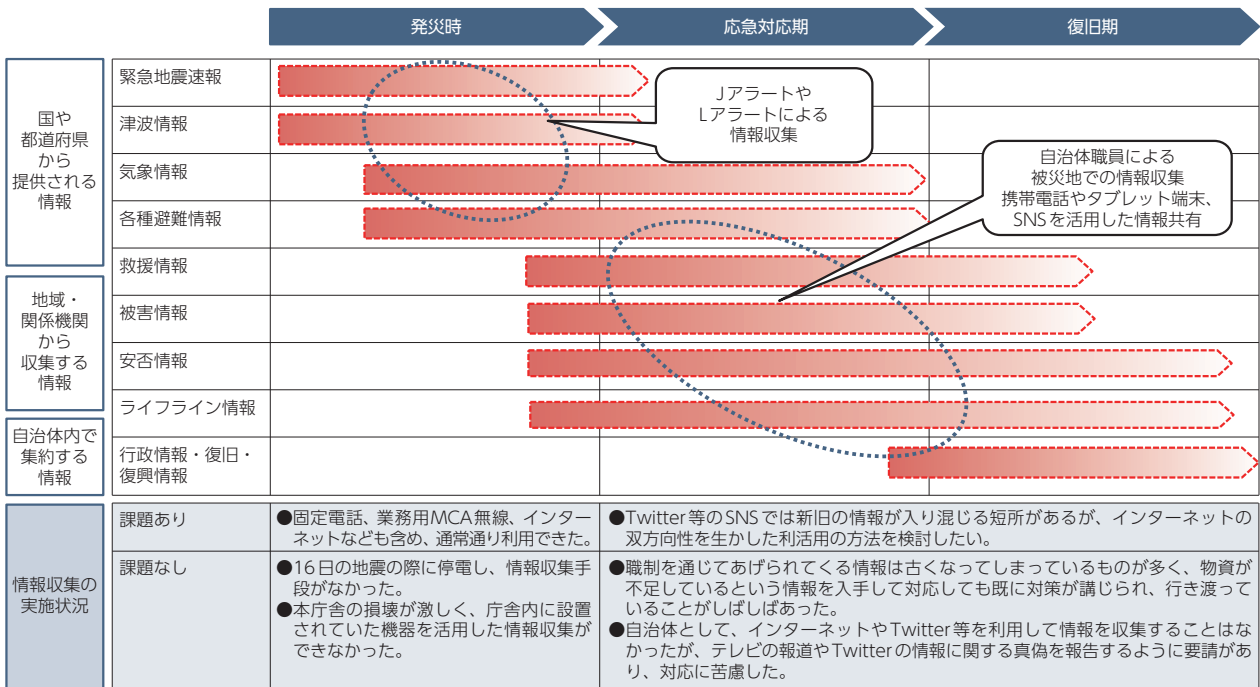 発災時
応急対応期
復旧期
国や
都道府県
から
提供される
情報
緊急地震速報
津波情報
気象情報
各種避難情報
Jアラートや
Lアラートによる
情報収集
自治体職員による
被災地での情報収集
携帯電話やタブレット端末、
SNSを活用した情報共有
地域・
関係機関
から
収集する
情報
救援情報
被害情報
安否情報
ライフライン情報
自治体内で
集約する
情報
行政情報・復旧・
復興情報
情報収集の
実施状況
課題あり
●固定電話、業務用MCA無線、インター
ネットなども含め、通常通り利用できた。
●Twitter等のSNSでは新旧の情報が入り混じる短所があるが、インターネットの
双方向性を生かした利活用の方法を検討したい。
課題なし
●16日の地震の際に停電し、情報収集手
段がなかった。
●本庁舎の損壊が激しく、庁舎内に設置
されていた機器を活用した情報収集が
できなかった。
●職制を通じてあげられてくる情報は古くなってしまっているものが多く、物資が
不足しているという情報を入手して対応しても既に対策が講じられ、行き渡って
いることがしばしばあった。
●自治体として、インターネットやTwitter等を利用して情報を収集することはな
かったが、テレビの報道やTwitterの情報に関する真偽を報告するように要請があ
り、対応に苦慮した。